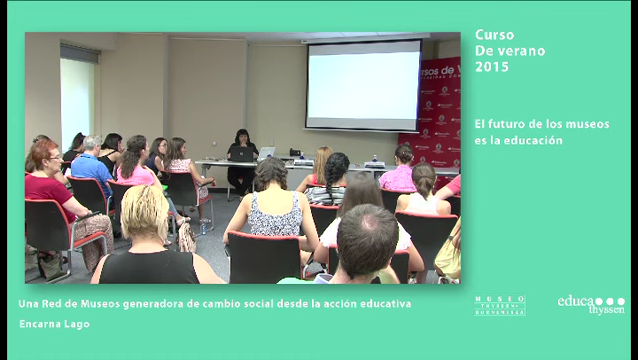 Curso
De verano
2015
El futuro de los museos
es la educación
Una Red de Museos generadora de cambio social desde la acción educativa
Encarna Lago
MUSEO
THYSSEN-
BORNEMISZA
educa
thyssen